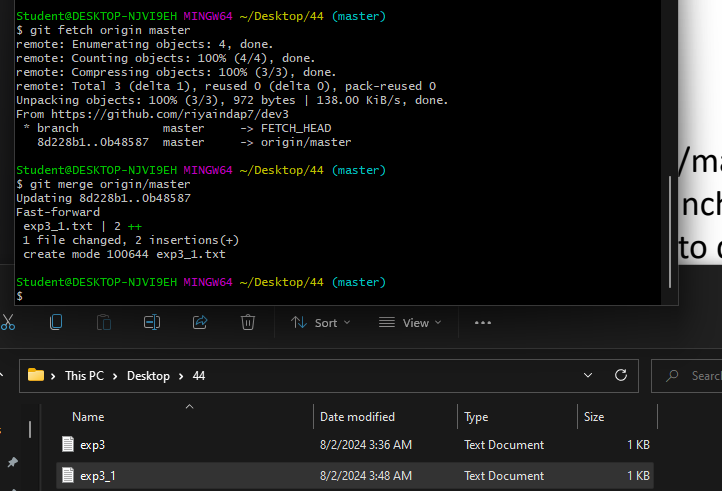 Student@DESKTOP-NJVI9EH MINGW64 ~/Desktop/44 (master)
$ git fetch origin master
remote: Enumerating objects: 4, done.
remote: Counting objects: 100% (4/4), done.
remote: Compressing objects: 100% (3/3), done.
remote: Total 3 (delta 1), reused 0 (delta 0), pack-reused 0
Unpacking objects: 100% (3/3), 972 bytes | 138.00 KiB/s, done.
From https://github.com/riyaindap7/dev3
 * branch            master     -> FETCH_HEAD
   8d228b1..0b48587  master     -> origin/master
Student@DESKTOP-NJVI9EH MINGW64 ~/Desktop/44 (master)
$ git merge origin/master
Updating 8d228b1..0b48587
Fast-forward
 exp3_1.txt | 2 ++
 1 file changed, 2 insertions(+)
 create mode 100644 exp3_1.txt
Student@DESKTOP-NJVI9EH MINGW64 ~/Desktop/44 (master)
$
/ma
nch
to
Sort View •••
This PC > Desktop > 44 Search
Name Date modified Type Size
exp3 8/2/2024 3:36 AM Text Document 1 KB
exp3_1 8/2/2024 3:48 AM Text Document 1 KB